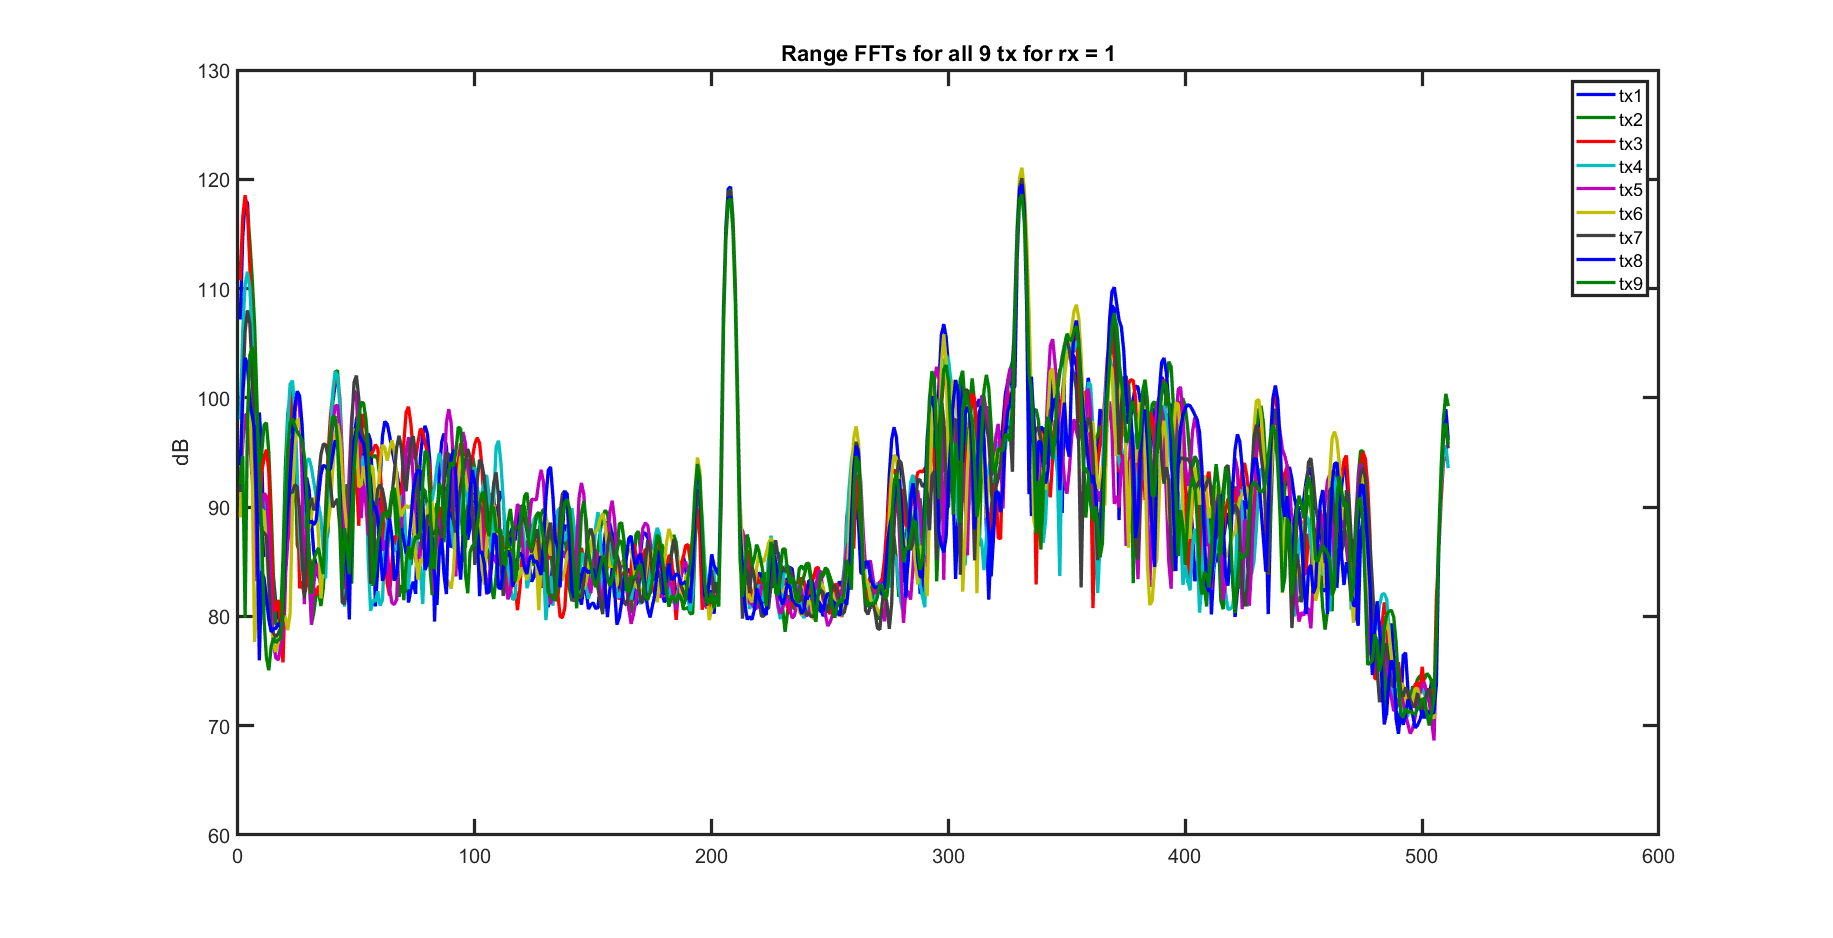 Range FFTs for all 9 tx for rx = 1
130
120
110
100
90
80
70
60
dB
0 100 200 300 400 500 600
tx1
tx2
tx3
tx4
tx5
tx6
tx7
tx8
tx9